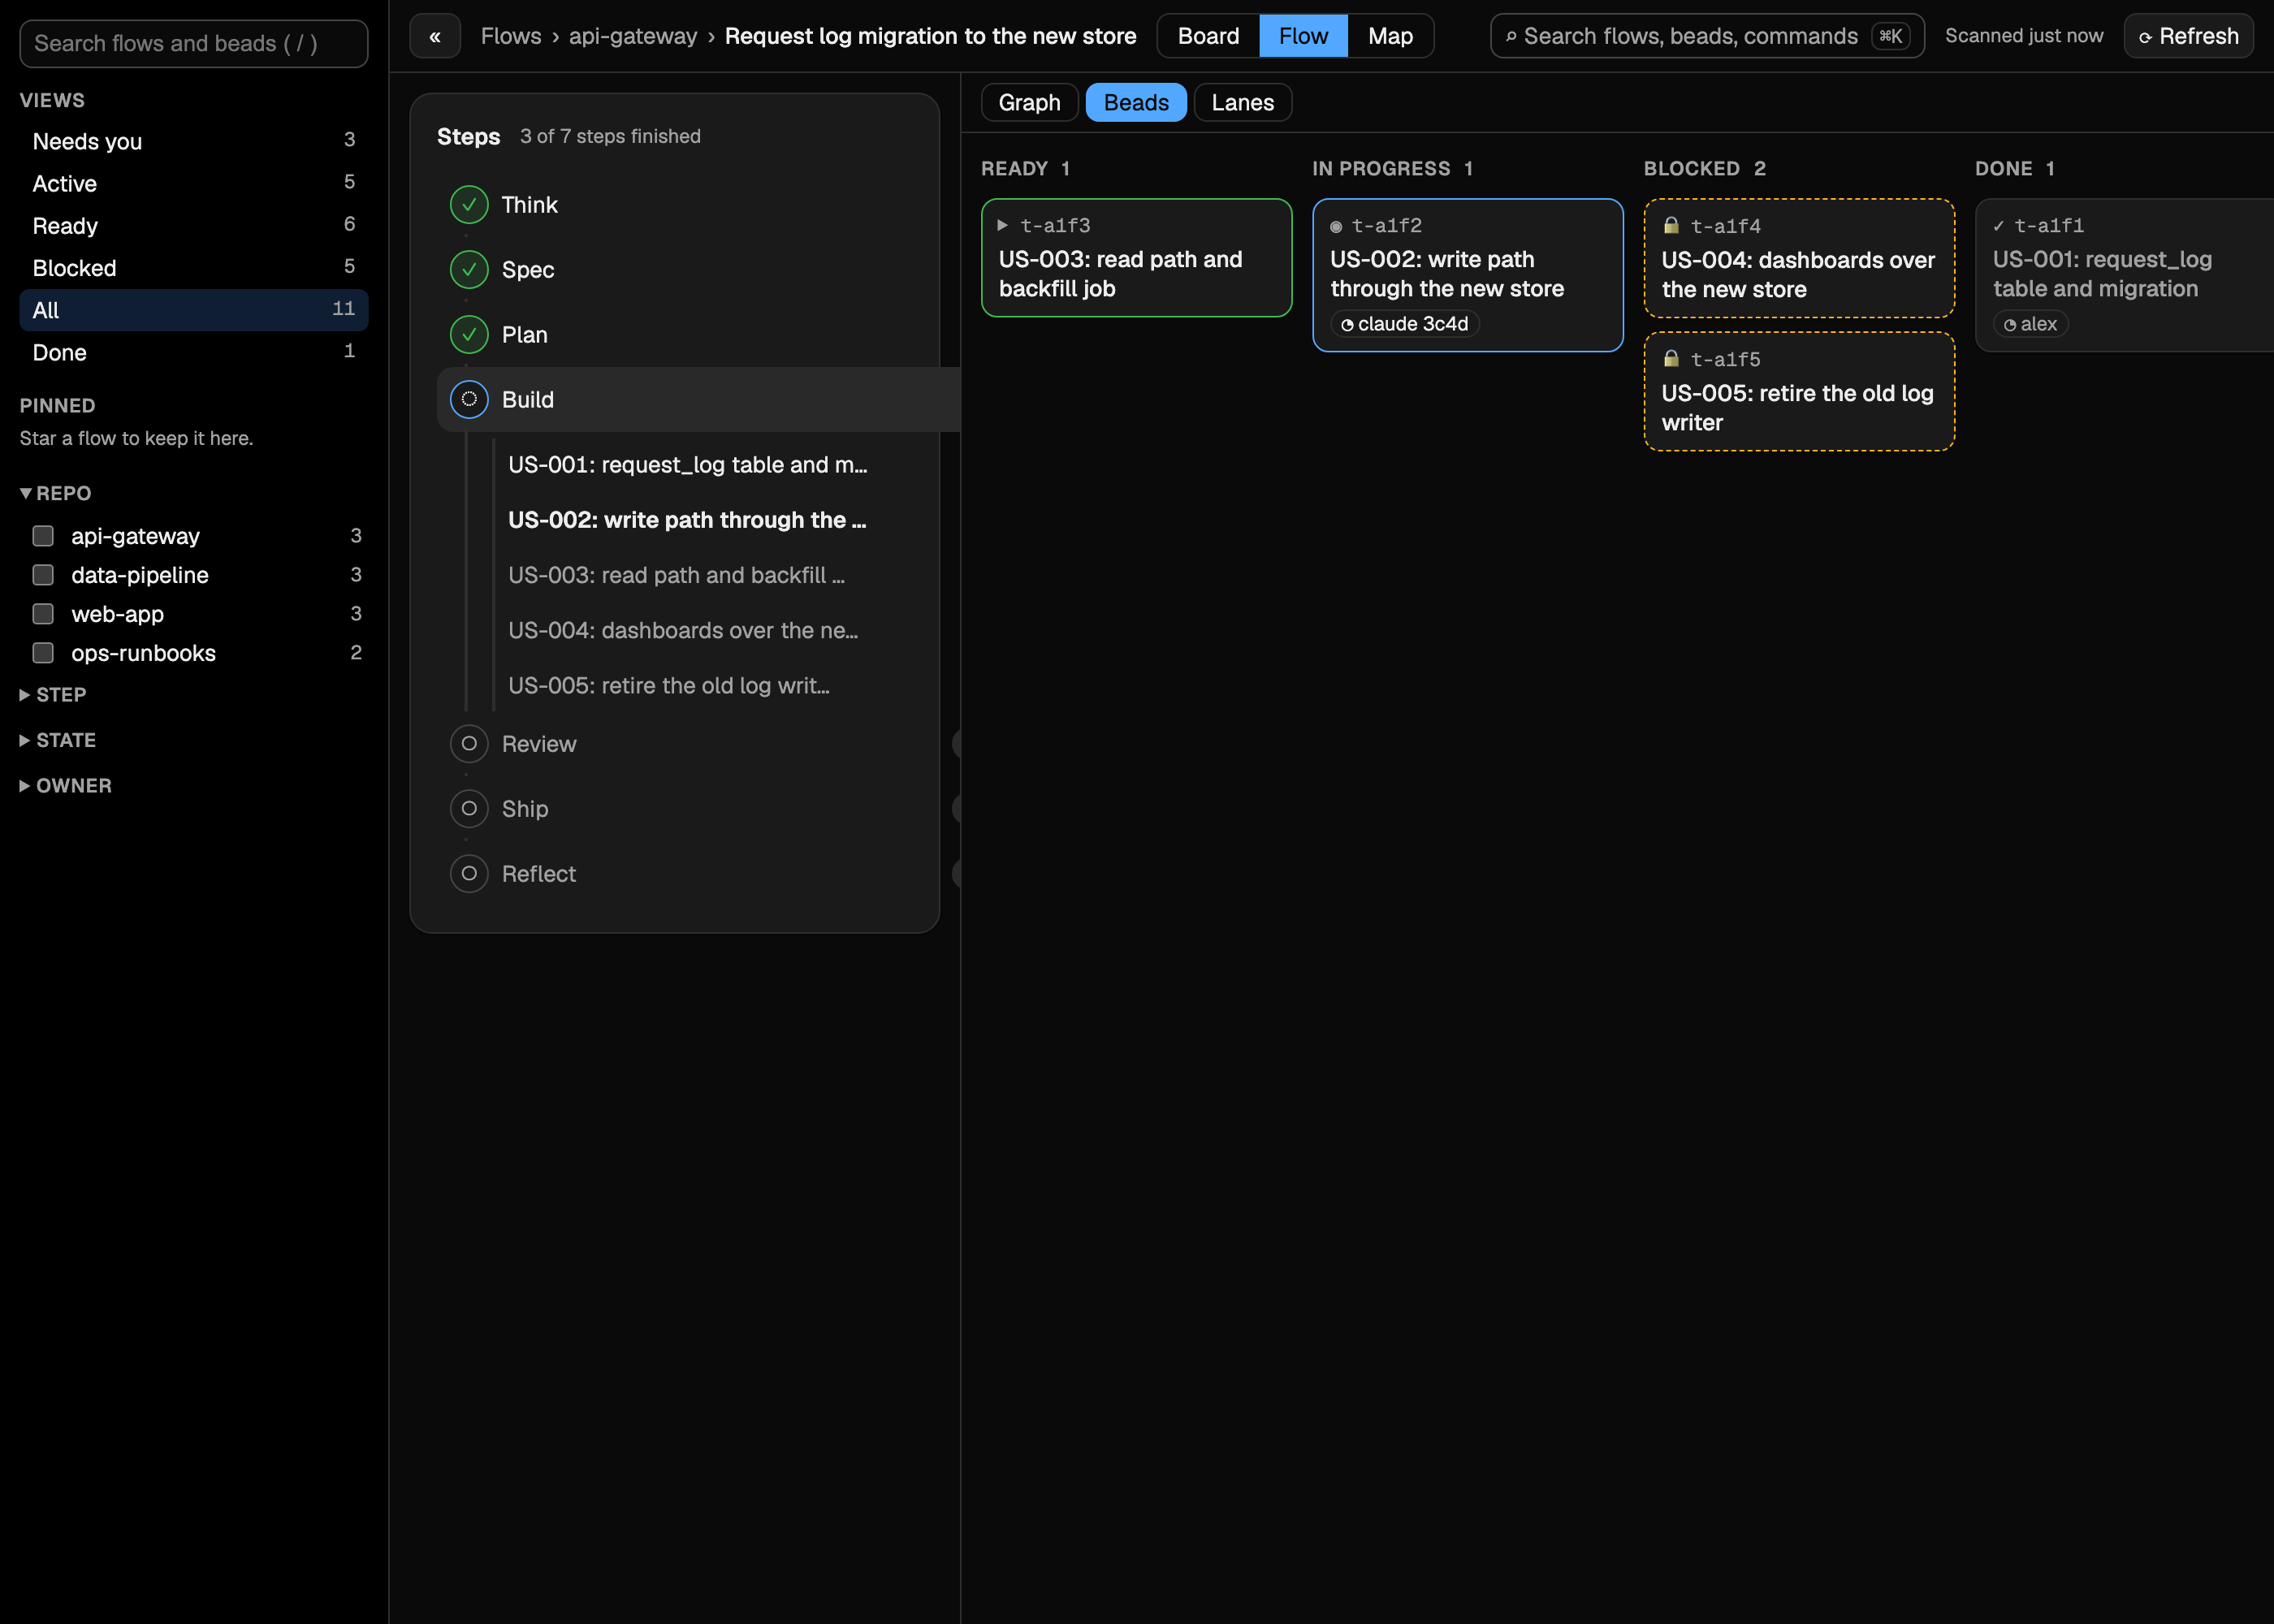 Search flows and beads ( / )
VIEWS
Needs you 3
Active 5
Ready 6
Blocked 5
All 11
Done 1
PINNED
Star a flow to keep it here.
▼ REPO
api-gateway 3
data-pipeline 3
web-app 3
ops-runbooks 2
▶ STEP
▶ STATE
▶ OWNER
« Flows › api-gateway › Request log migration to the new store Board Flow Map Search flows, beads, commands ⌘K Scanned just now ⟳ Refresh
Steps 3 of 7 steps finished
Think
Spec
Plan
Build
US-001: request_log table and m...
US-002: write path through the ...
US-003: read path and backfill ...
US-004: dashboards over the ne...
US-005: retire the old log writ...
Review
Ship
Reflect
Graph Beads Lanes
READY 1
▶ t-a1f3
US-003: read path and
backfill job
IN PROGRESS 1
◉ t-a1f2
US-002: write path
through the new store
◔ claude 3c4d
BLOCKED 2
🔒 t-a1f4
US-004: dashboards over
the new store
🔒 t-a1f5
US-005: retire the old log
writer
DONE 1
✓ t-a1f1
US-001: request_log
table and migration
◔ alex